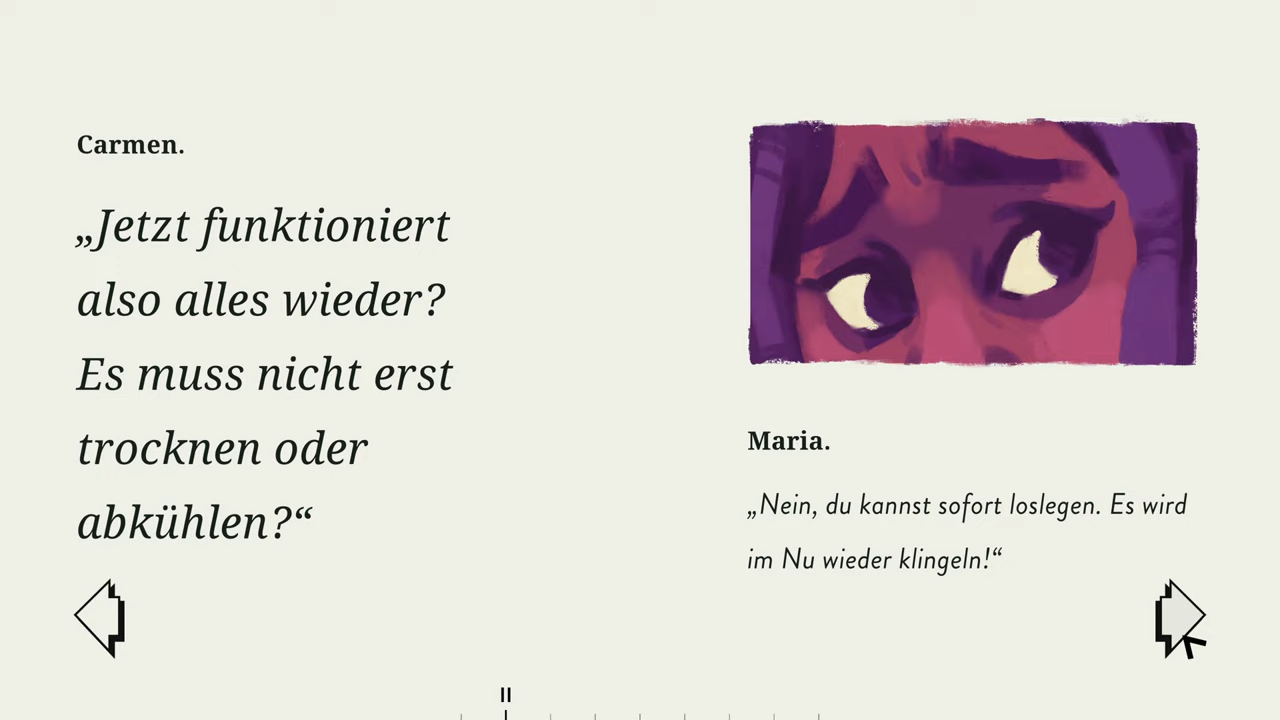 Carmen.
„Jetzt funktioniert
also alles wieder?
Es muss nicht erst
trocknen oder
abkühlen?“
Maria.
„Nein, du kannst sofort loslegen. Es wird
im Nu wieder klingeln!“
II